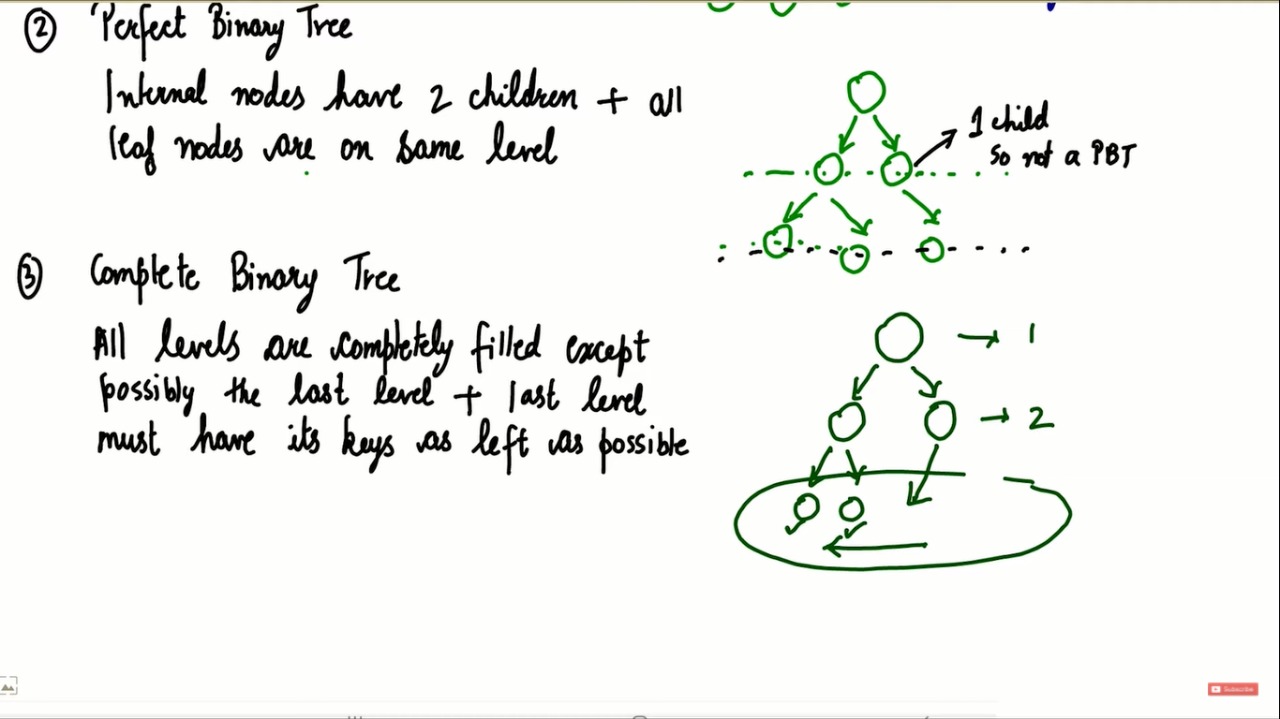 ② Perfect Binary Tree
Internal nodes have 2 children + all
leaf nodes are on same level
1 child
so not a PBT
③ Complete Binary Tree
All levels are completely filled except
possibly the last level + last level
must have its keys as left as possible
1
2
Subscribe